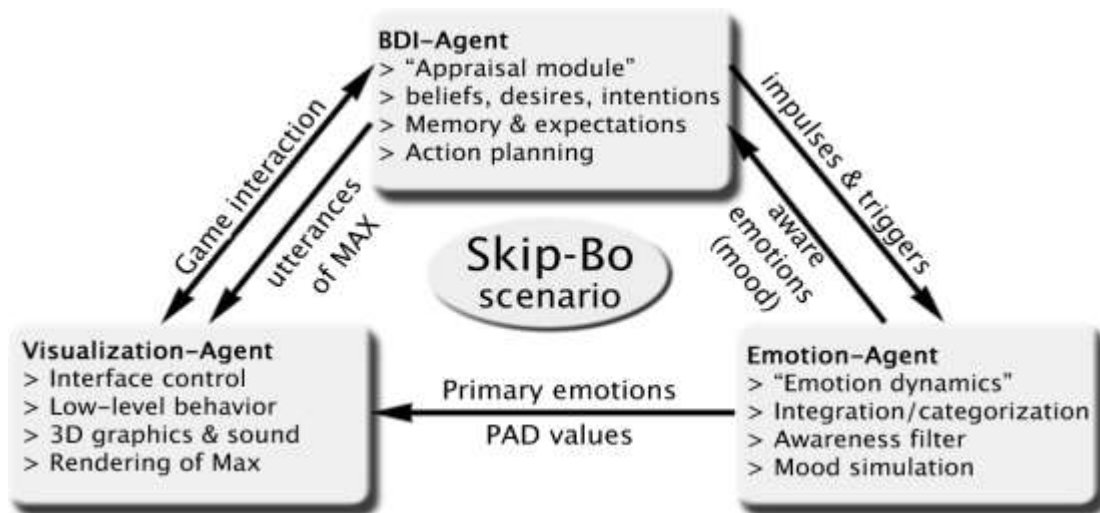 BDI–Agent
> “Appraisal module”
> beliefs, desires, intentions
> Memory & expectations
> Action planning
Game interaction
utterances
of MAX
impulses & triggers
aware
emotions
(mood)
Skip-Bo
scenario
Visualization–Agent
> Interface control
> Low–level behavior
> 3D graphics & sound
> Rendering of Max
Primary emotions
PAD values
Emotion–Agent
> “Emotion dynamics”
> Integration/categorization
> Awareness filter
> Mood simulation